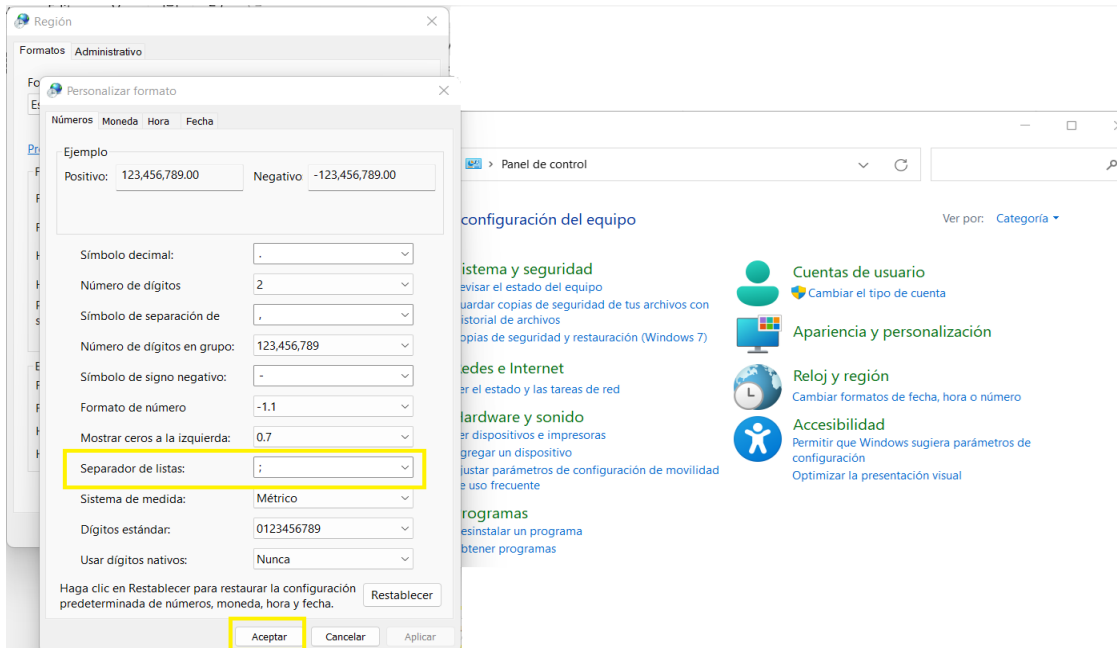 Región
Formatos Administrativo
Personalizar formato
Números Moneda Hora Fecha
Ejemplo
Positivo: 123,456,789.00 Negativo -123,456,789.00
Símbolo decimal: .
Número de dígitos 2
Símbolo de separación de ,
Número de dígitos en grupo: 123,456,789
Símbolo de signo negativo: -
Formato de número -1.1
Mostrar ceros a la izquierda: 0.7
Separador de listas: ;
Sistema de medida: Métrico
Dígitos estándar: 0123456789
Usar dígitos nativos: Nunca
Haga clic en Restablecer para restaurar la configuración
predeterminada de números, moneda, hora y fecha.
Restablecer
Aceptar Cancelar Aplicar
> Panel de control
configuración del equipo
Ver por: Categoría
istema y seguridad
evisar el estado del equipo
uardar copias de seguridad de tus archivos con
istorial de archivos
opias de seguridad y restauración (Windows 7)
edes e Internet
er el estado y las tareas de red
ardware y sonido
er dispositivos e impresoras
gregar un dispositivo
justar parámetros de configuración de movilidad
e uso frecuente
rogramas
esinstalar un programa
btener programas
Cuentas de usuario
Cambiar el tipo de cuenta
Apariencia y personalización
Reloj y región
Cambiar formatos de fecha, hora o número
Accesibilidad
Permitir que Windows sugiera parámetros de
configuración
Optimizar la presentación visual